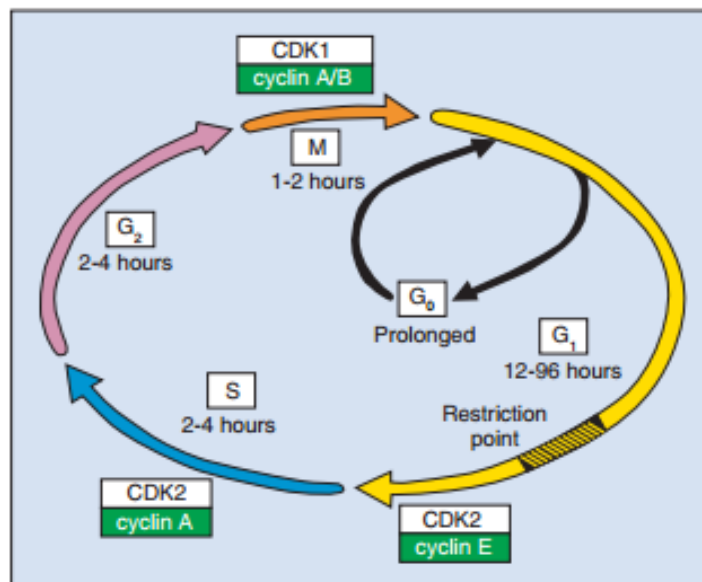 CDK1
cyclin A/B
M
1-2 hours
G₂
2-4 hours
G₀
Prolonged
G₁
12-96 hours
Restriction
point
S
2-4 hours
CDK2
cyclin A
CDK2
cyclin E